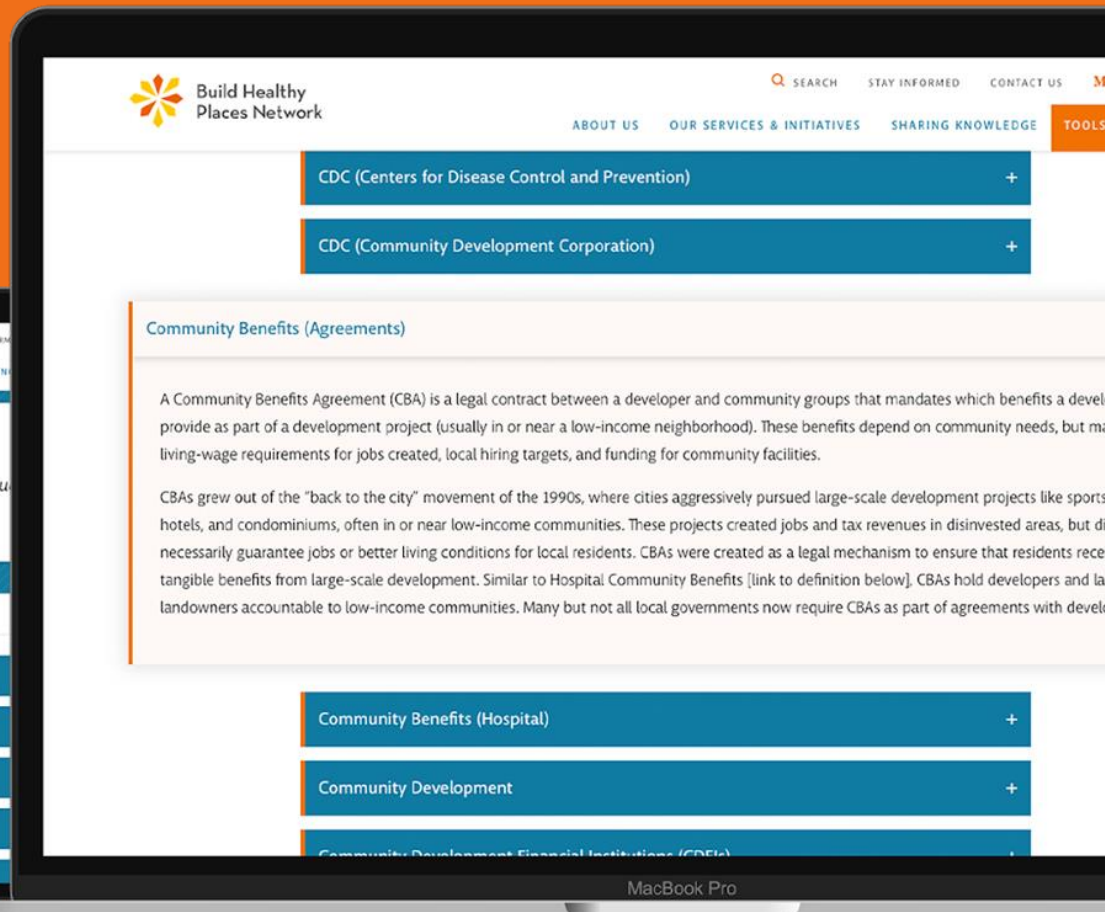 Build Healthy
Places Network
SEARCH STAY INFORMED CONTACT US
ABOUT US OUR SERVICES & INITIATIVES SHARING KNOWLEDGE TOOLS
CDC (Centers for Disease Control and Prevention) +
CDC (Community Development Corporation) +
Community Benefits (Agreements)
A Community Benefits Agreement (CBA) is a legal contract between a developer and community groups that mandates which benefits a
provide as part of a development project (usually in or near a low-income neighborhood). These benefits depend on community needs, but
living-wage requirements for jobs created, local hiring targets, and funding for community facilities.
CBAs grew out of the "back to the city" movement of the 1990s, where cities aggressively pursued large-scale development projects like sports
hotels, and condominiums, often in or near low-income communities. These projects created jobs and tax revenues in disinvested areas, but
necessarily guarantee jobs or better living conditions for local residents. CBAs were created as a legal mechanism to ensure that residents
tangible benefits from large-scale development. Similar to Hospital Community Benefits [link to definition below], CBAs hold developers and
landowners accountable to low-income communities. Many but not all local governments now require CBAs as part of agreements with
Community Benefits (Hospital) +
Community Development +
Community Development Financial Institutions (CDFIs)
MacBook Pro